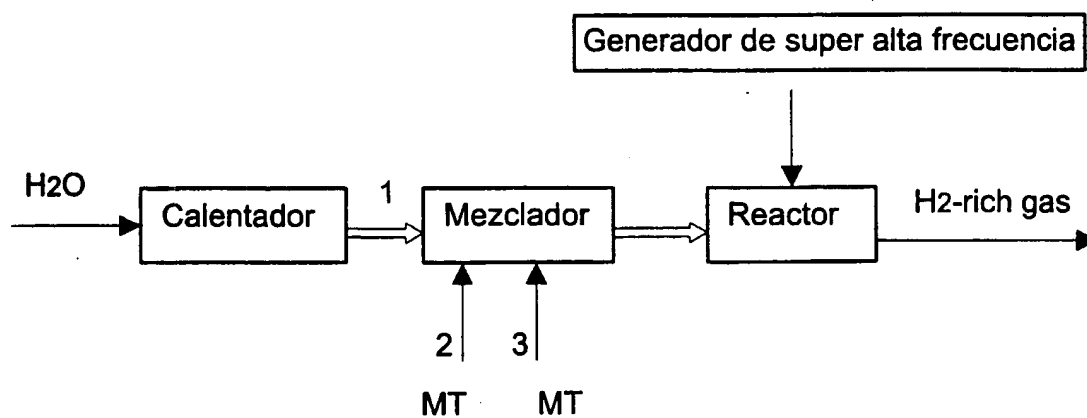 Generador de super alta frecuencia
H2O
Calentador
1
Mezclador
Reactor
H2-rich gas
2
3
MT
MT